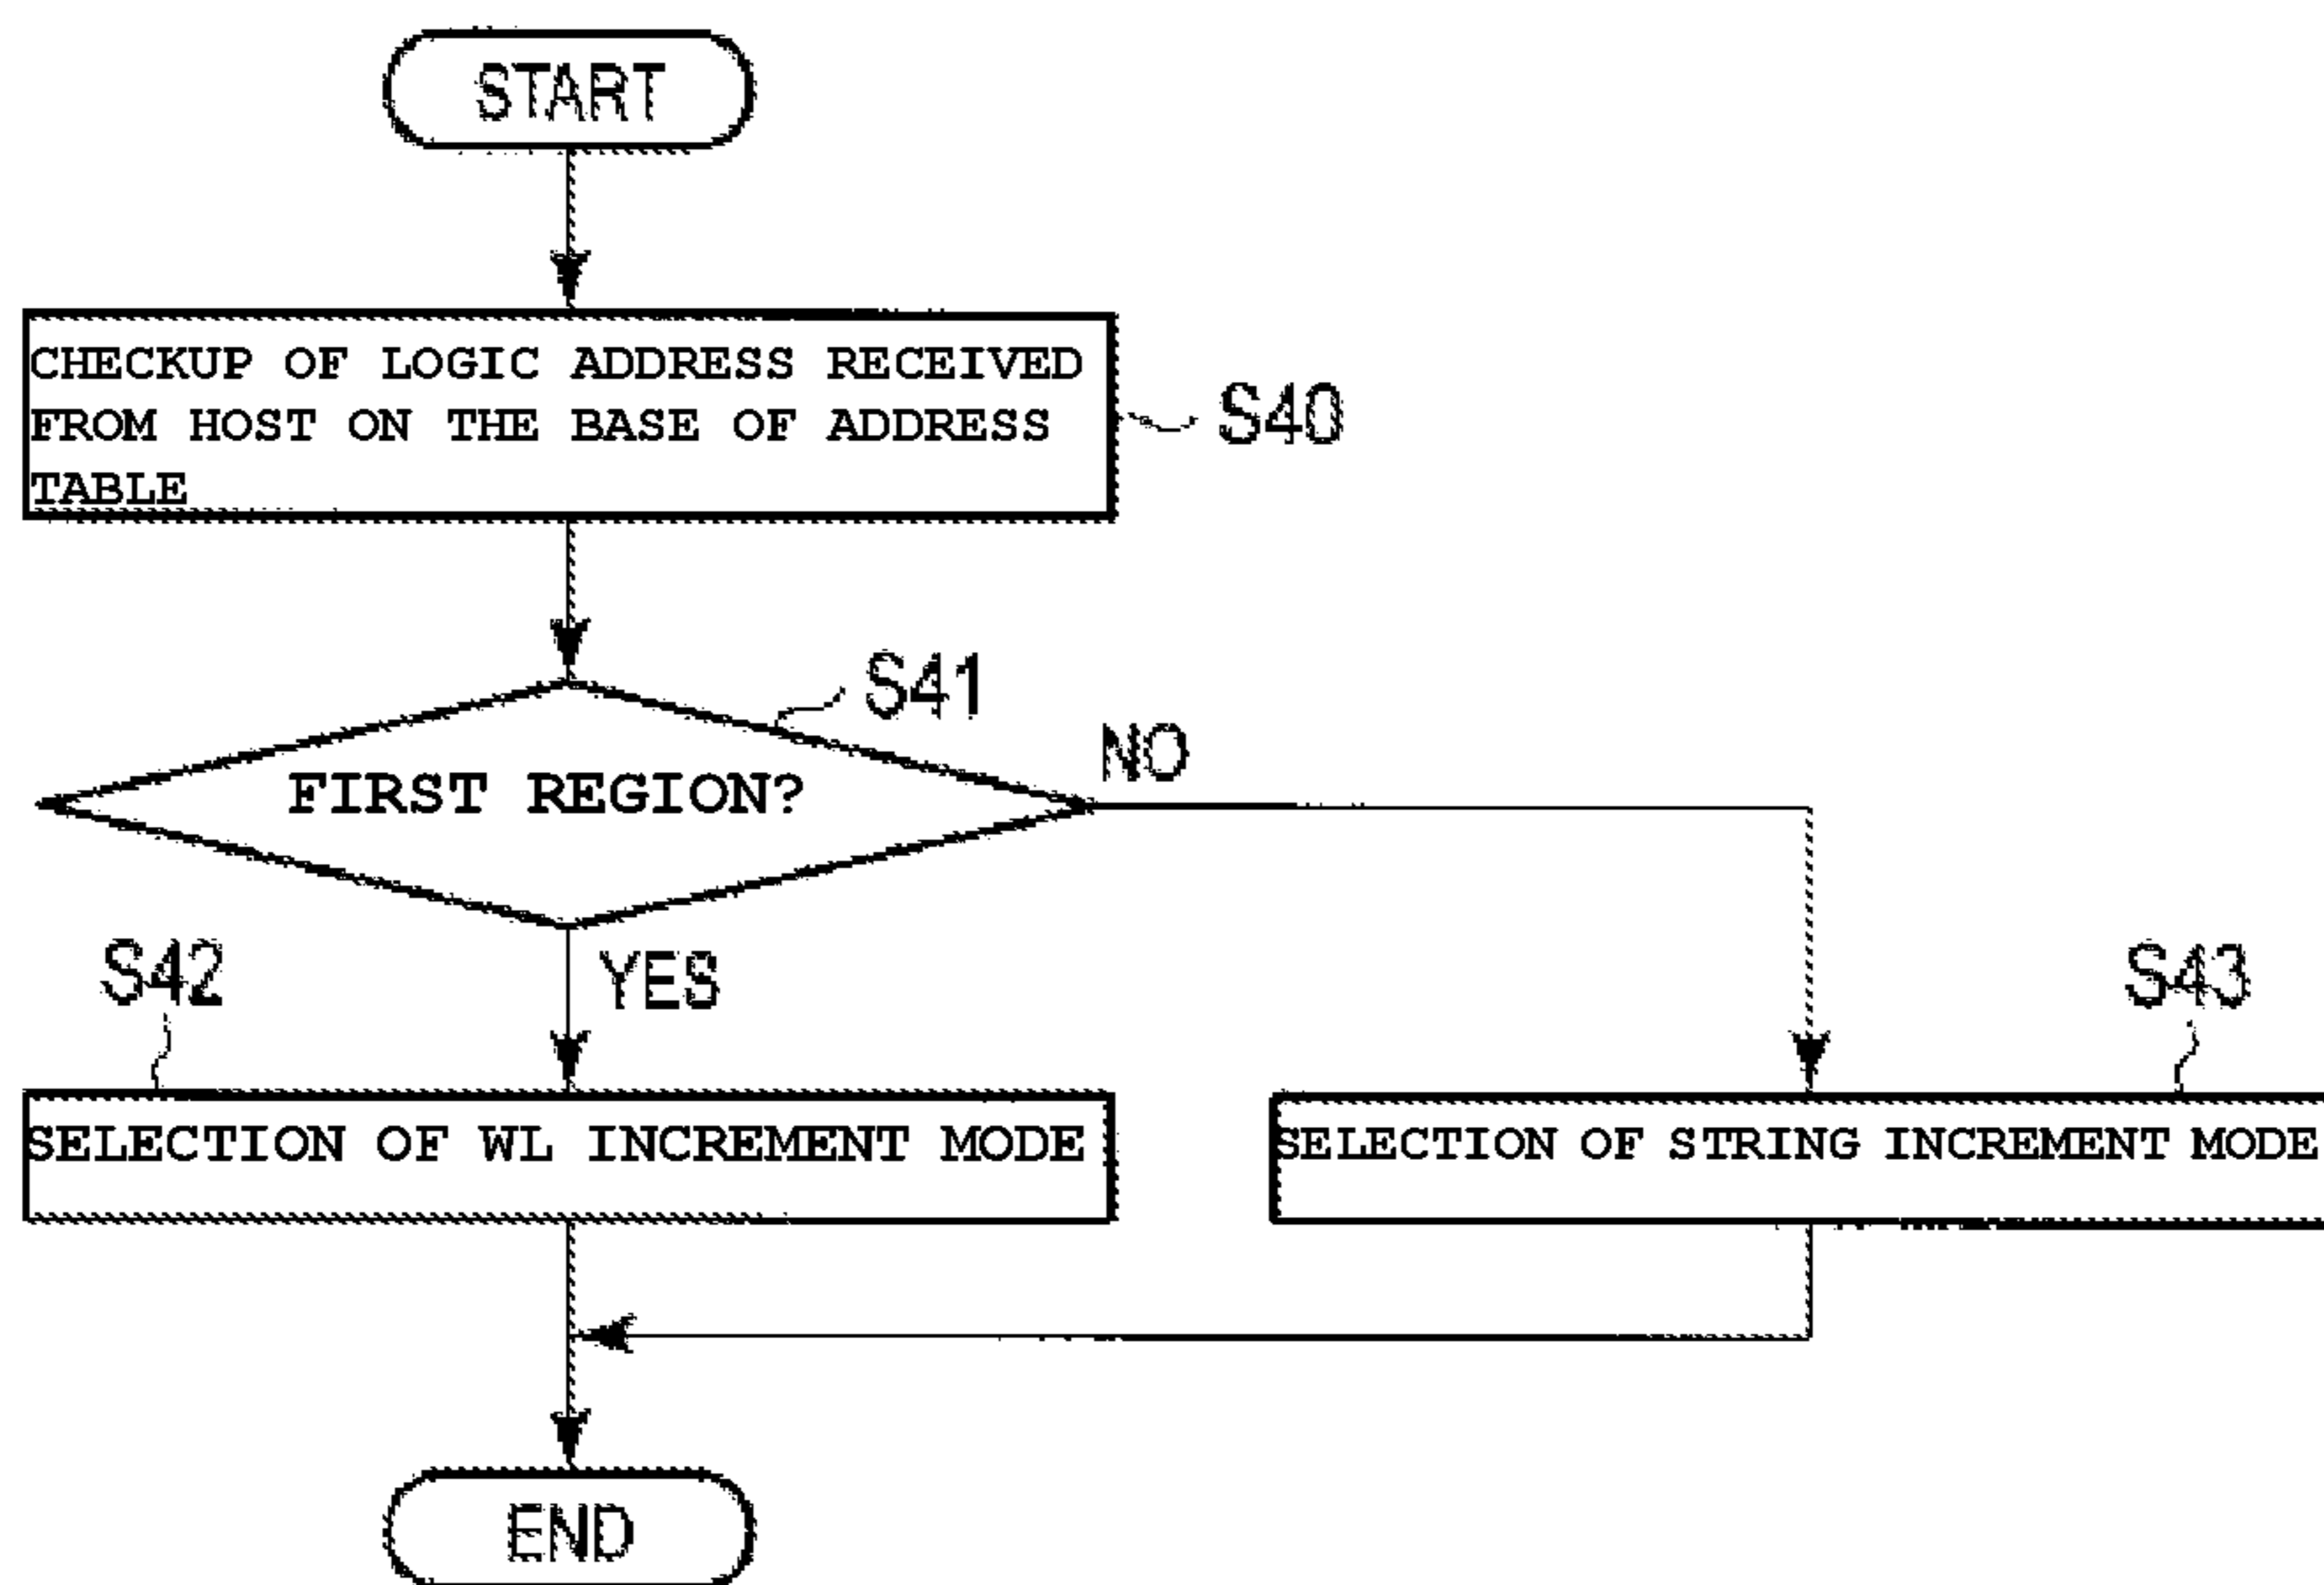 START
CHECKUP OF LOGIC ADDRESS RECEIVED
FROM HOST ON THE BASE OF ADDRESS
TABLE
S40
S41
FIRST REGION?
NO
YES
S42
SELECTION OF WL INCREMENT MODE
S43
SELECTION OF STRING INCREMENT MODE
END